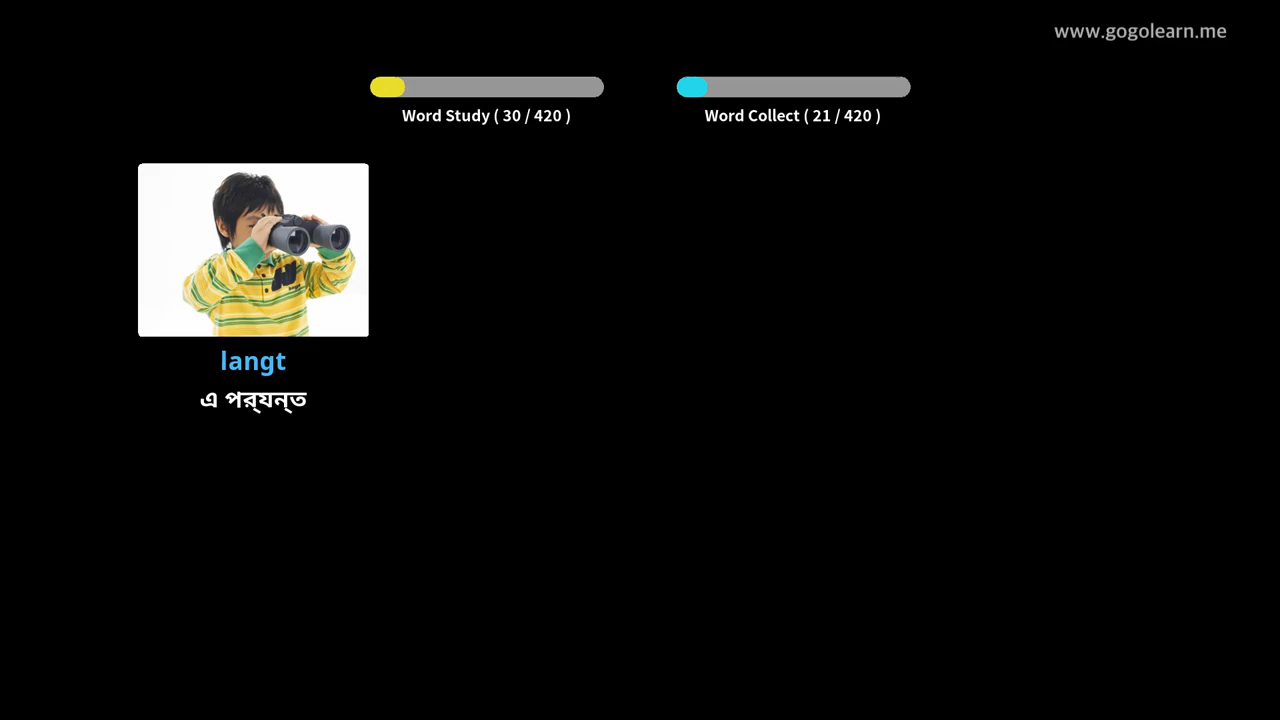 www.gogolearn.me
Word Study ( 30 / 420 )
Word Collect ( 21 / 420 )
langt
এ পর্যন্ত